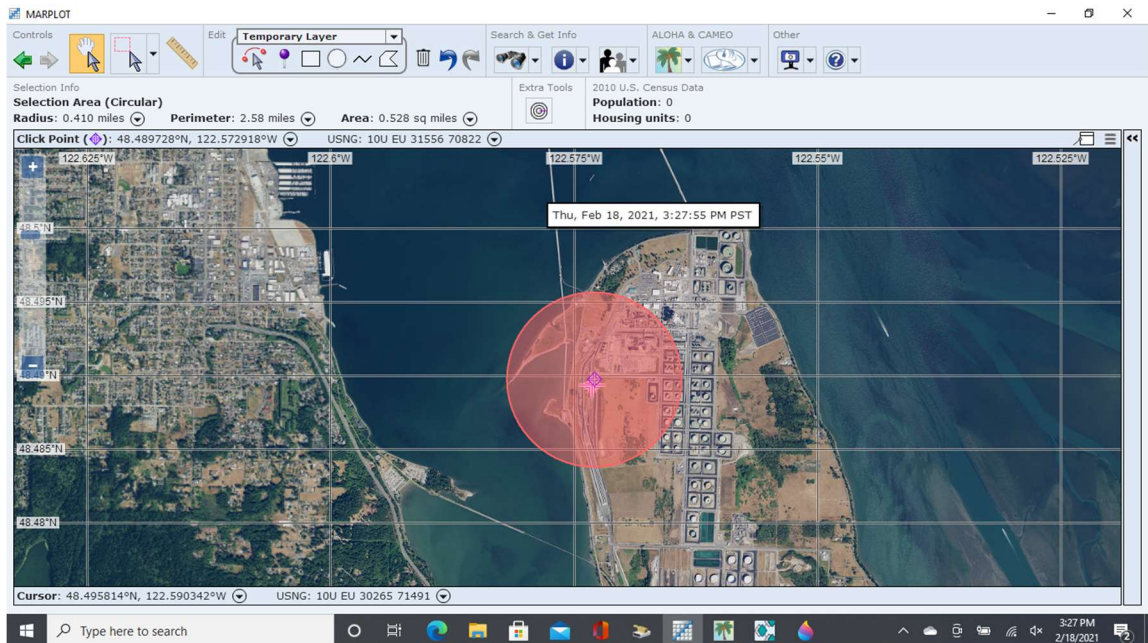 MARPLOT
Controls
Edit
Temporary Layer
Search & Get Info
ALOHA & CAMEO
Other
Selection Info
Selection Area (Circular)
Radius: 0.410 miles Perimeter: 2.58 miles Area: 0.528 sq miles
Extra Tools
2010 U.S. Census Data
Population: 0
Housing units: 0
Click Point ( ): 48.489728°N, 122.572918°W USNG: 10U EU 31556 70822
122.625°W 122.6°W 122.575°W 122.55°W 122.525°W
Thu, Feb 18, 2021, 3:27:55 PM PST
48.5°N
48.495°N
48.49°N
48.485°N
48.48°N
Cursor: 48.495814°N, 122.590342°W USNG: 10U EU 30265 71491
Type here to search
3:27 PM
2/18/2021
2